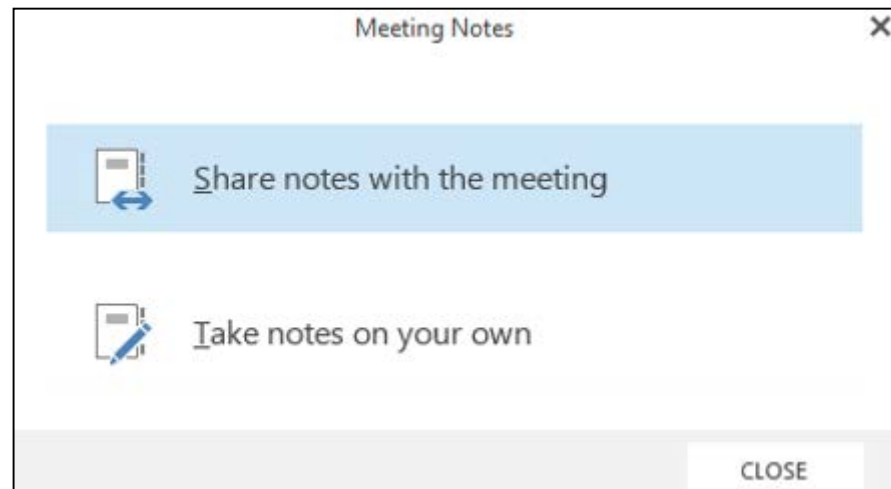 Meeting Notes
Share notes with the meeting
Take notes on your own
CLOSE